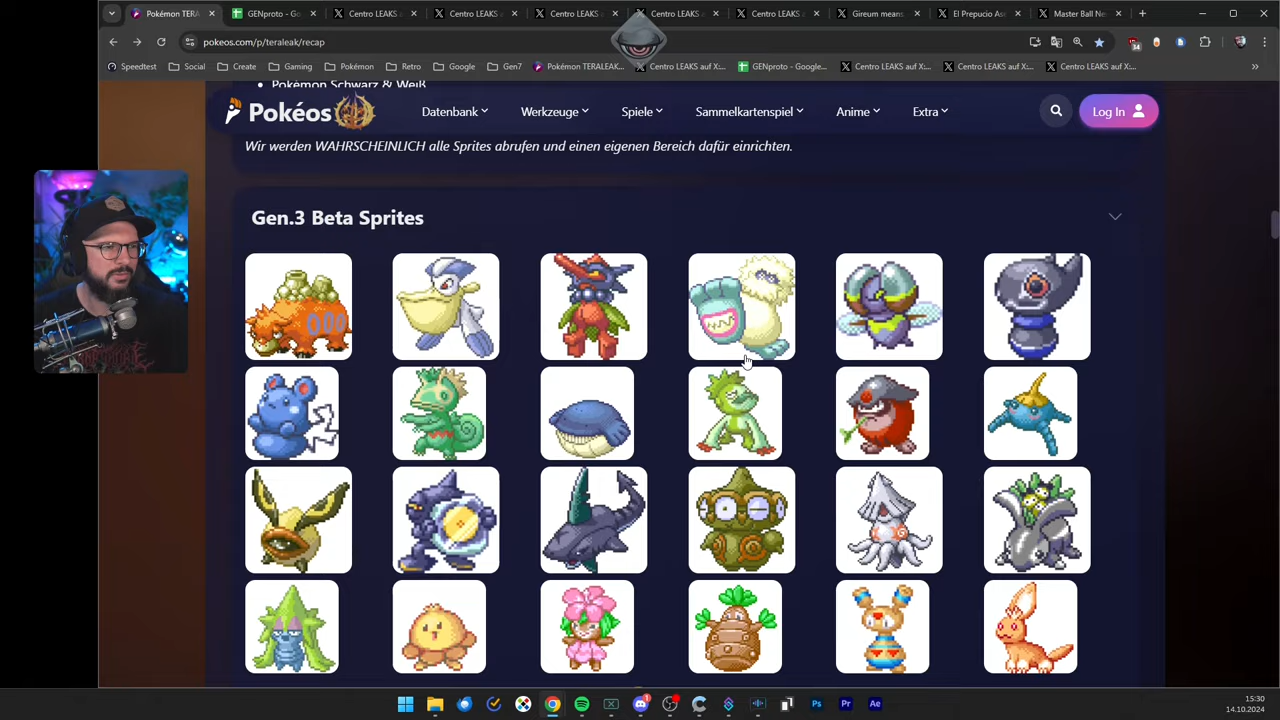 Pokémon TERA
GENproto - Go
Centro LEAKS a
Centro LEAKS a
Centro LEAKS a
Centro LEAKS a
Centro LEAKS a
Gireum means
El Prepucio As
Master Ball Ne
pokeos.com/p/teraleak/recap
Speedtest
Social
Create
Gaming
Pokémon
Retro
Google
Gen7
Pokémon TERALEAK...
Centro LEAKS auf X:...
GENproto - Google...
Centro LEAKS auf X:...
Centro LEAKS auf X:...
Centro LEAKS auf X:...
Pokémon Schwarz & Weiß
Pokéos
Datenbank
Werkzeuge
Spiele
Sammelkartenspiel
Anime
Extra
Log In
Wir werden WAHRSCHEINLICH alle Sprites abrufen und einen eigenen Bereich dafür einrichten.
Gen.3 Beta Sprites
000
15:30
14.10.2024